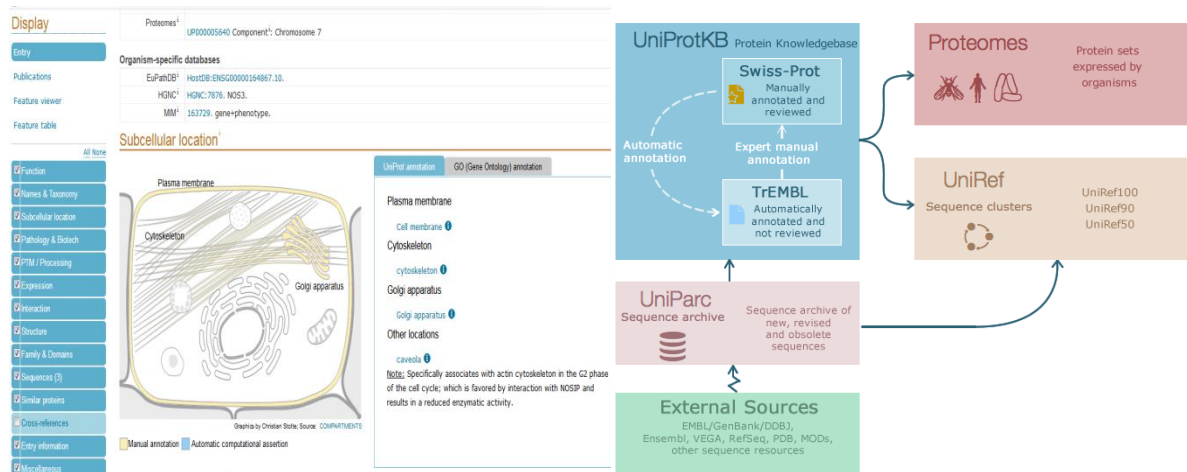 Display
Entry
Publications
Feature viewer
Feature table
All None
Function
Names & Taxonomy
Subcellular location
Pathology & Biotech
PTM / Processing
Expression
Interaction
Structure
Family & Domains
Sequences (3)
Similar proteins
Cross-references
Entry information
Miscellaneous
Proteomesi UP000005640 Componenti: Chromosome 7
Organism-specific databases
EuPathDBi HostDB:ENSG00000164867.10.
HGNCi HGNC:7876. NOS3.
MIMi 163729. gene+phenotype.
Subcellular locationi
Plasma membrane
Cytoskeleton
Golgi apparatus
Graphics by Christian Stolte; Source: COMPARTMENTS
Manual annotation Automatic computational assertion
UniProt annotation GO (Gene Ontology) annotation
Plasma membrane
Cell membrane
Cytoskeleton
cytoskeleton
Golgi apparatus
Golgi apparatus
Other locations
caveola
Note: Specifically associates with actin cytoskeleton in the G2 phase
of the cell cycle; which is favored by interaction with NOSIP and
results in a reduced enzymatic activity.
UniProtKB Protein Knowledgebase
Swiss-Prot
Manually
annotated and
reviewed
Automatic
annotation
Expert manual
annotation
TrEMBL
Automatically
annotated and
not reviewed
Proteomes
Protein sets
expressed by
organisms
UniRef
Sequence clusters
UniRef100
UniRef90
UniRef50
UniParc
Sequence archive
Sequence archive of
new, revised
and obsolete
sequences
External Sources
EMBL/GenBank/DDBJ,
Ensembl, VEGA, RefSeq, PDB, MODs,
other sequence resources